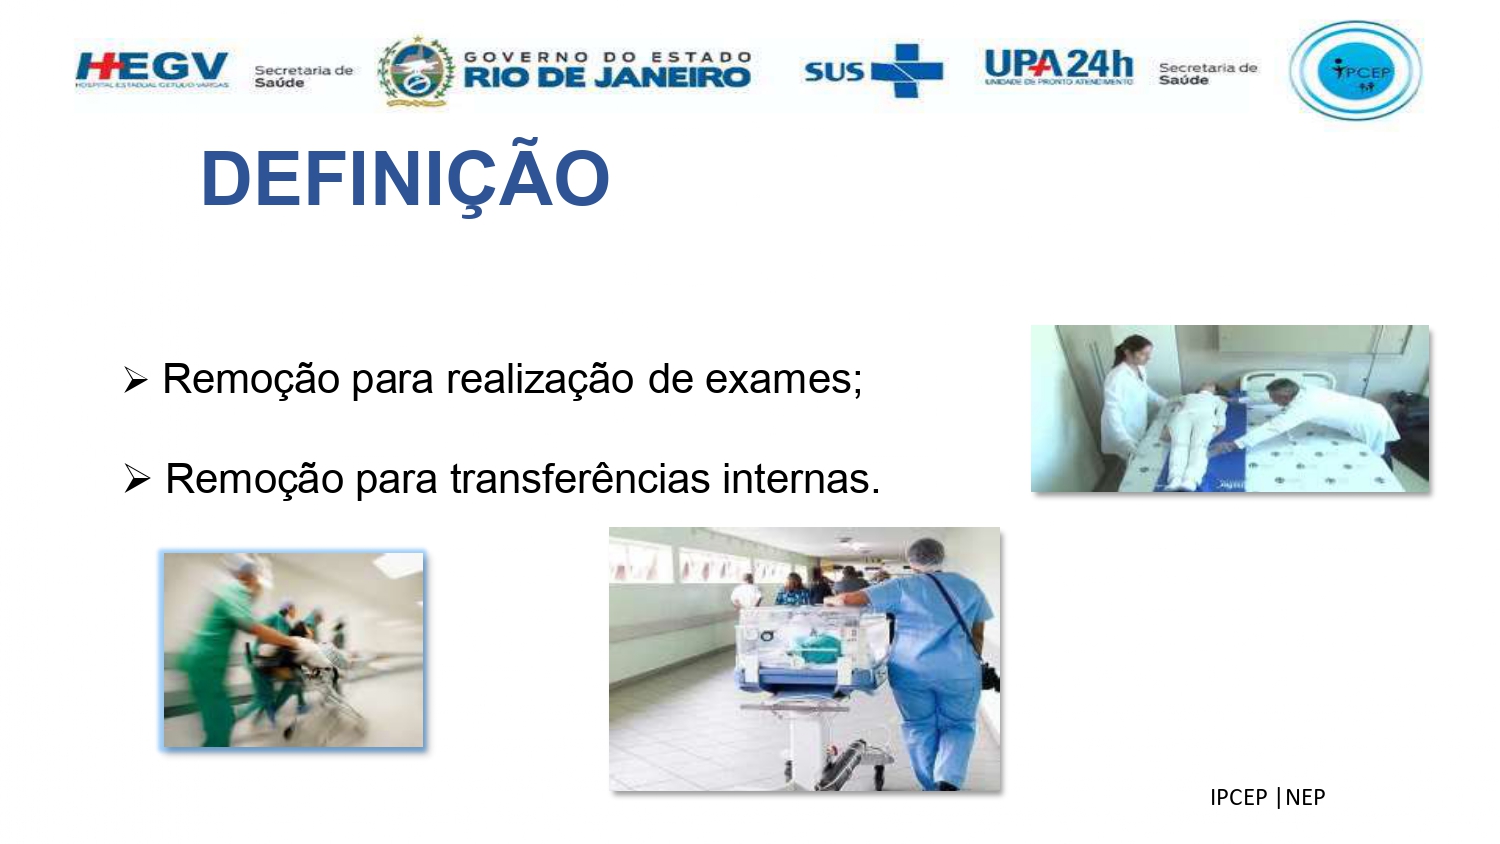 HEGV
HOSPITAL ESTADUAL GETULIO VARGAS
Secretaria de
Saúde
GOVERNO DO ESTADO
RIO DE JANEIRO
SUS
UPA 24h
UNIDADE DE PRONTO ATENDIMENTO
Secretaria de
Saúde
IPCEP
DEFINIÇÃO
➢ Remoção para realização de exames;
➢ Remoção para transferências internas.
IPCEP |NEP